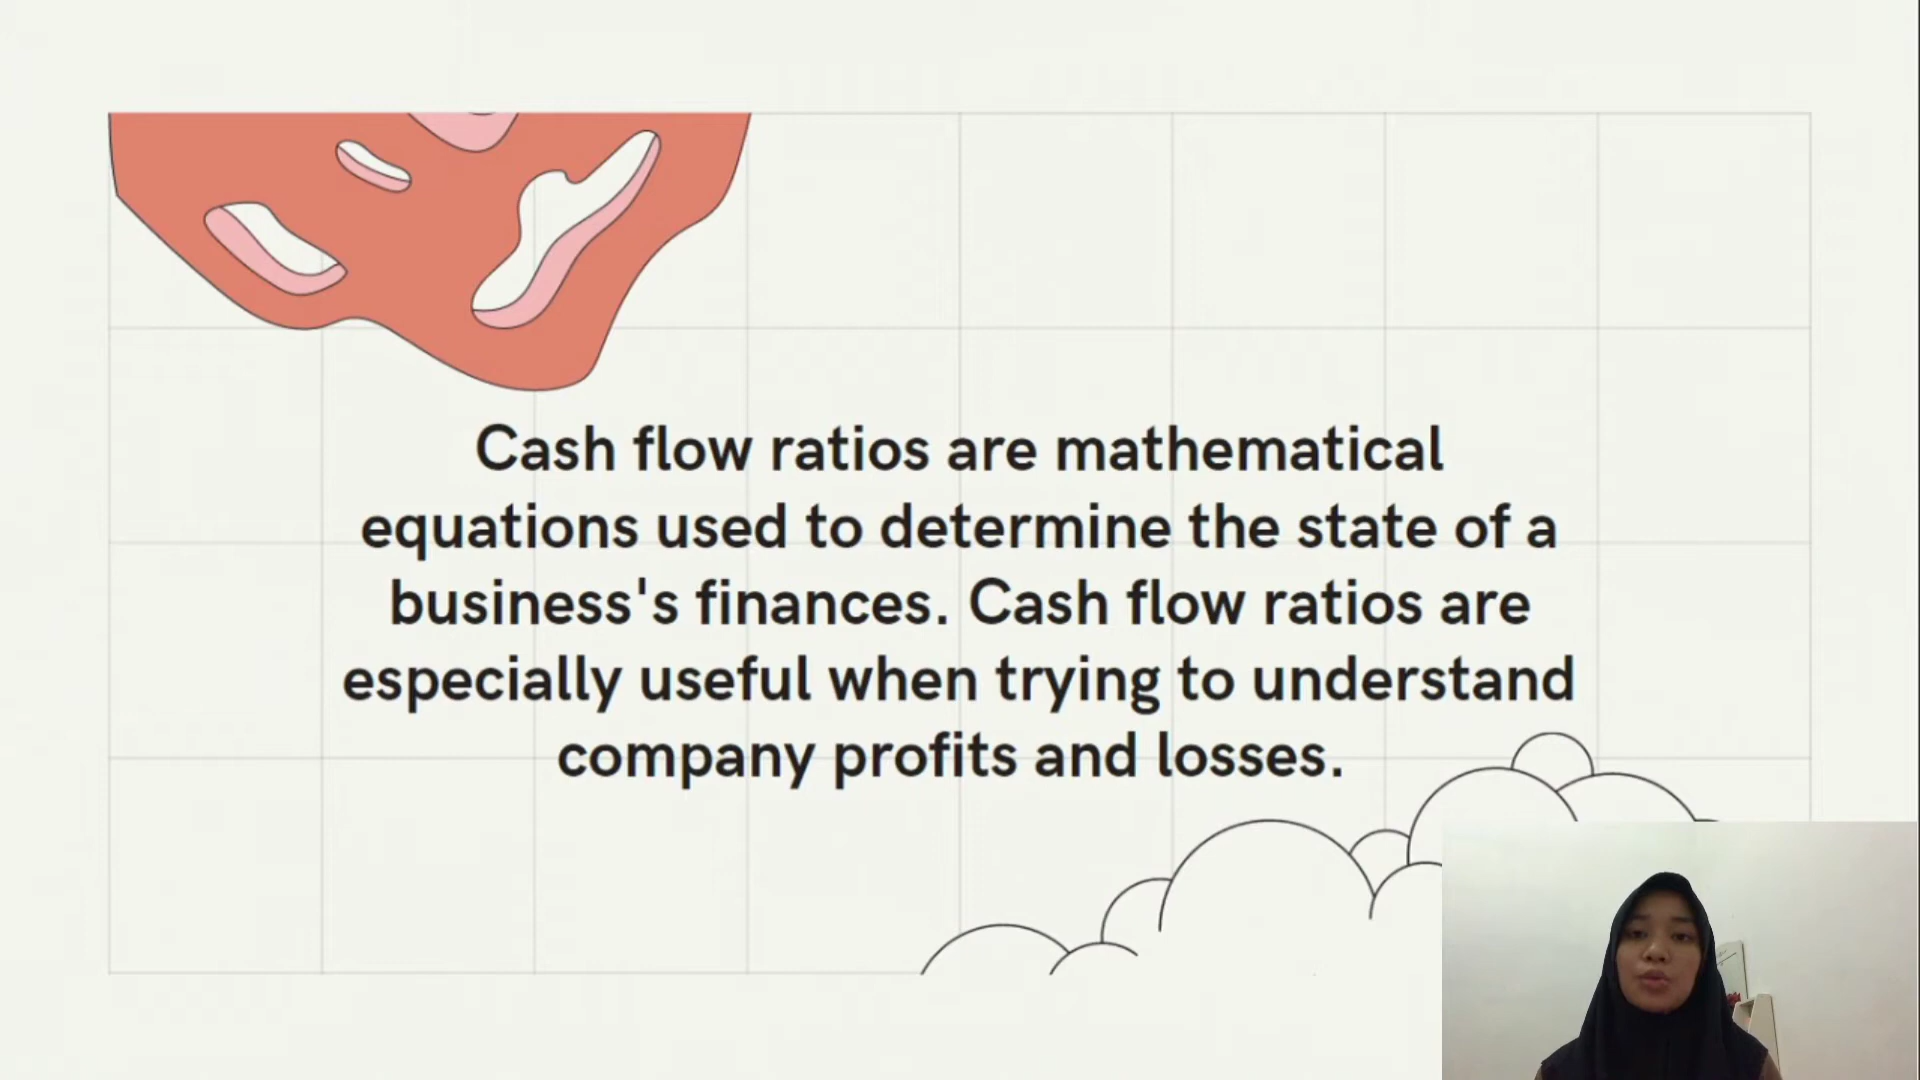 Cash flow ratios are mathematical
equations used to determine the state of a
business's finances. Cash flow ratios are
especially useful when trying to understand
company profits and losses.